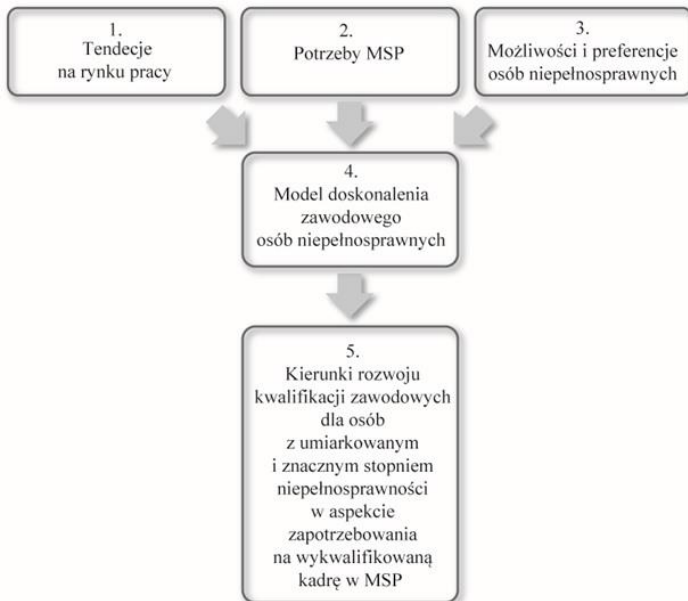 1.
Tendecje
na rynku pracy
2.
Potrzeby MSP
3.
Możliwości i preferencje
osób niepełnosprawnych
4.
Model doskonalenia
zawodowego
osób niepełnosprawnych
5.
Kierunki rozwoju
kwalifikacji zawodowych
dla osób
z umiarkowanym
i znacznym stopniem
niepełnosprawności
w aspekcie
zapotrzebowania
na wykwalifikowaną
kadrę w MSP